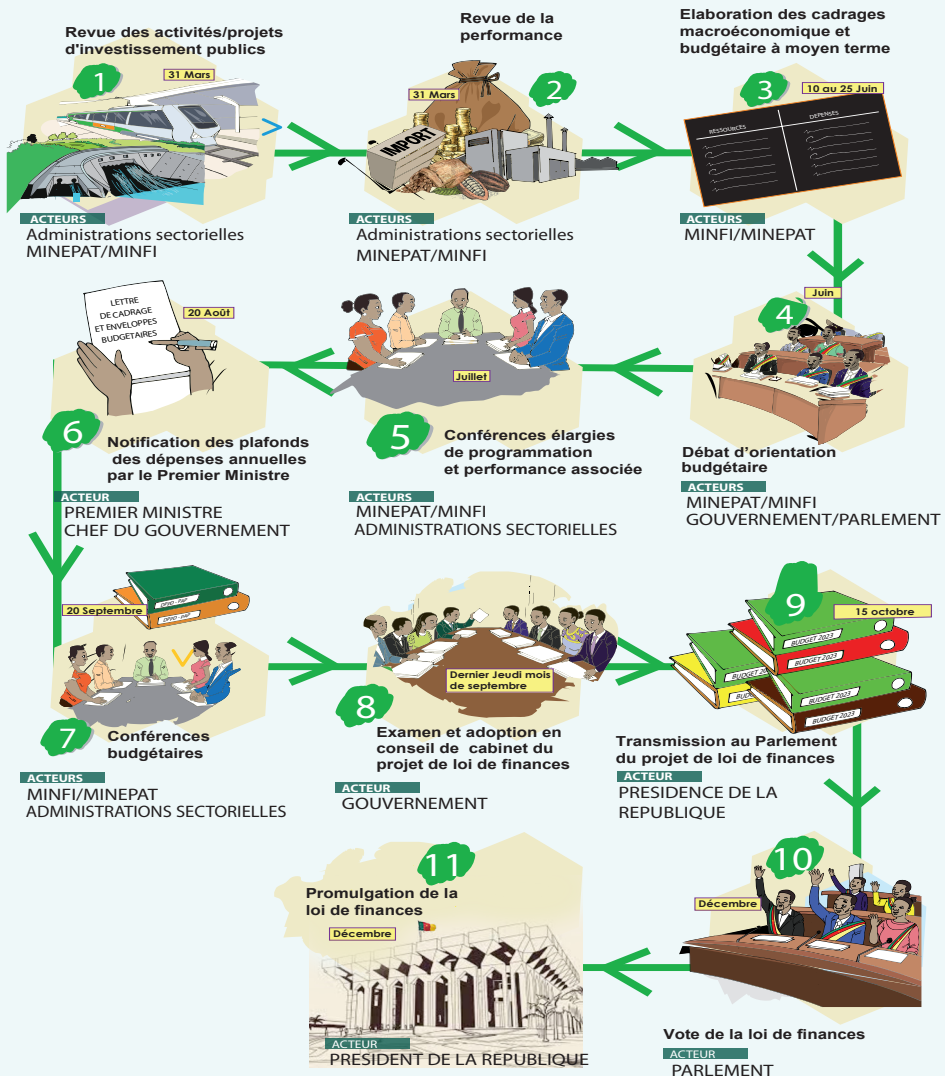 Revue des activités/projets
d'investissement publics
1
31 Mars
ACTEURS
Administrations sectorielles
MINEPAT/MINFI
Revue de la
performance
2
31 Mars
IMPORT
ACTEURS
Administrations sectorielles
MINEPAT/MINFI
Elaboration des cadrages
macroéconomique et
budgétaire à moyen terme
3
10 au 25 Juin
RESSOURCES
DEPENSES
ACTEURS
MINFI/MINEPAT
Juin
4
Débat d'orientation
budgétaire
ACTEURS
MINEPAT/MINFI
GOUVERNEMENT/PARLEMENT
Juillet
5
Conférences élargies
de programmation
et performance associée
ACTEURS
MINEPAT/MINFI
ADMINISTRATIONS SECTORIELLES
LETTRE
DE CADRAGE
ET ENVELOPPES
BUDGETAIRES
20 Août
6
Notification des plafonds
des dépenses annuelles
par le Premier Ministre
ACTEUR
PREMIER MINISTRE
CHEF DU GOUVERNEMENT
20 Septembre
7
Conférences
budgétaires
ACTEURS
MINFI/MINEPAT
ADMINISTRATIONS SECTORIELLES
Dernier Jeudi mois
de septembre
8
Examen et adoption en
conseil de cabinet du
projet de loi de finances
ACTEUR
GOUVERNEMENT
9
15 octobre
BUDGET 2023
BUDGET 2023
BUDGET 2023
BUDGET 2023
Transmission au Parlement
du projet de loi de finances
ACTEUR
PRESIDENCE DE LA
REPUBLIQUE
10
Décembre
Vote de la loi de finances
ACTEUR
PARLEMENT
11
Promulgation de la
loi de finances
Décembre
ACTEUR
PRESIDENT DE LA REPUBLIQUE